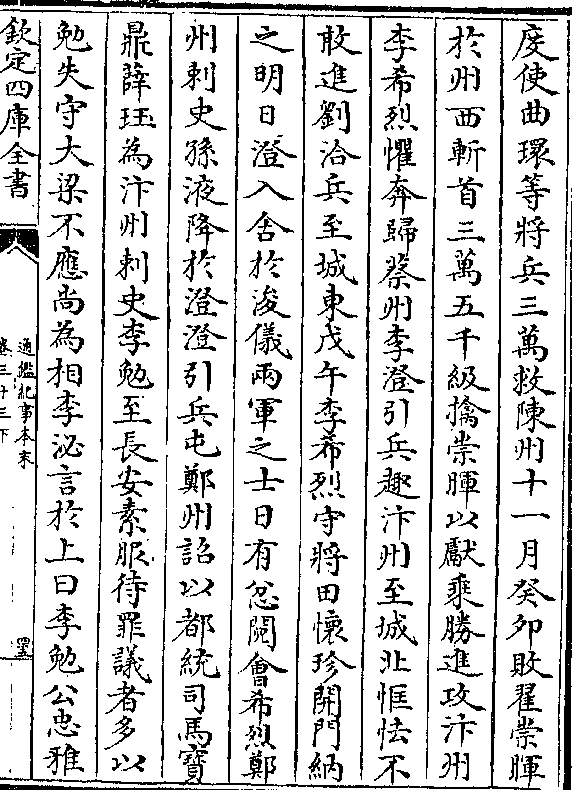 度使曲環等將兵三萬救陳州十一月癸卯敗翟崇暉
於州西斬首三萬五千級擒崇暉以獻乘勝進攻汴州
李希烈懼奔歸蔡州李澄引兵趣汴州至城北恇怯不
敢進劉洽兵至城東戊午李希烈守將田懷珍開門納
之明日澄入舍於浚儀兩軍之士日有忿鬩會希烈鄭
州刺史孫液降於澄澄引兵屯鄭州詔以都統司馬寶
鼎薛珏為汴州刺史李勉至長安素服待罪議者多以
勉失守大梁不應尚為相李泌言於上曰李勉公忠雅
欽定四庫全書
通鑑紀事本末
卷三十三下